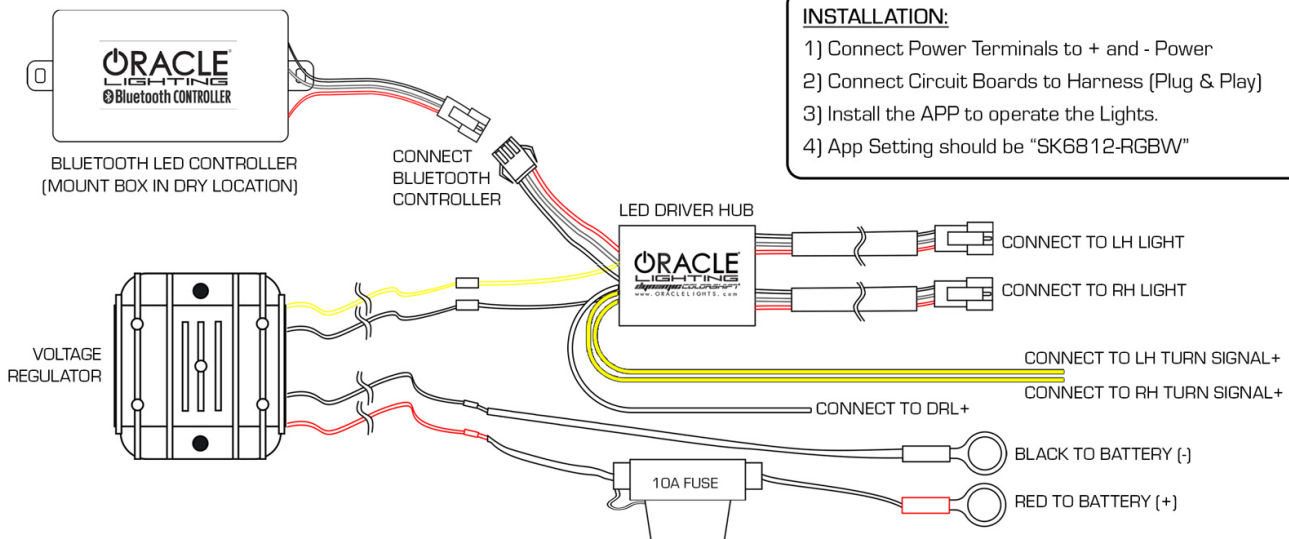 INSTALLATION:
1) Connect Power Terminals to + and - Power
2) Connect Circuit Boards to Harness (Plug & Play)
3) Install the APP to operate the Lights.
4) App Setting should be “SK6812-RGBW”
ORACLE
LIGHTING
Bluetooth CONTROLLER
BLUETOOTH LED CONTROLLER
(MOUNT BOX IN DRY LOCATION)
CONNECT
BLUETOOTH
CONTROLLER
LED DRIVER HUB
ORACLE
LIGHTING
dynamic COLORSHIFT
www.ORACLELIGHTS.com
CONNECT TO LH LIGHT
CONNECT TO RH LIGHT
VOLTAGE
REGULATOR
CONNECT TO LH TURN SIGNAL+
CONNECT TO RH TURN SIGNAL+
CONNECT TO DRL+
BLACK TO BATTERY (-)
10A FUSE
RED TO BATTERY (+)